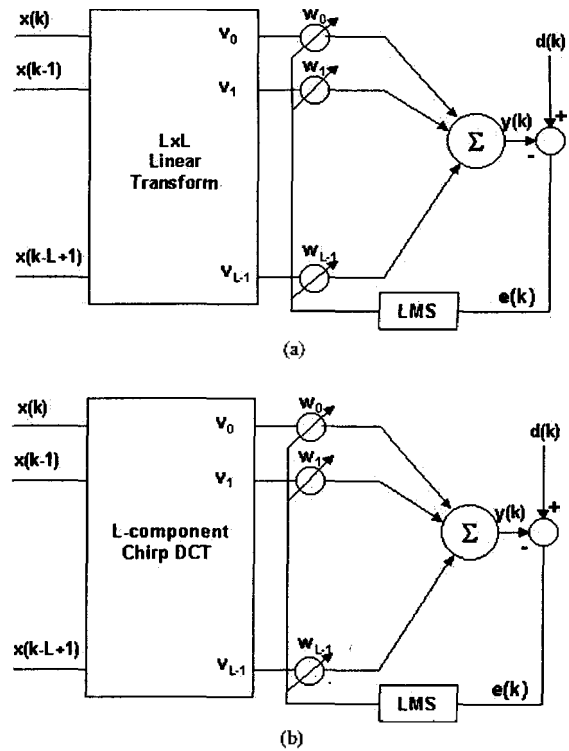 x(k)
x(k-1)
x(k-L+1)
LxL
Linear
Transform
V0
V1
VL-1
w0
w1
wL-1
Σ
y(k)
d(k)
+
-
LMS
e(k)
(a)
x(k)
x(k-1)
x(k-L+1)
L-component
Chirp DCT
V0
V1
VL-1
w0
w1
wL-1
Σ
y(k)
d(k)
+
-
LMS
e(k)
(b)